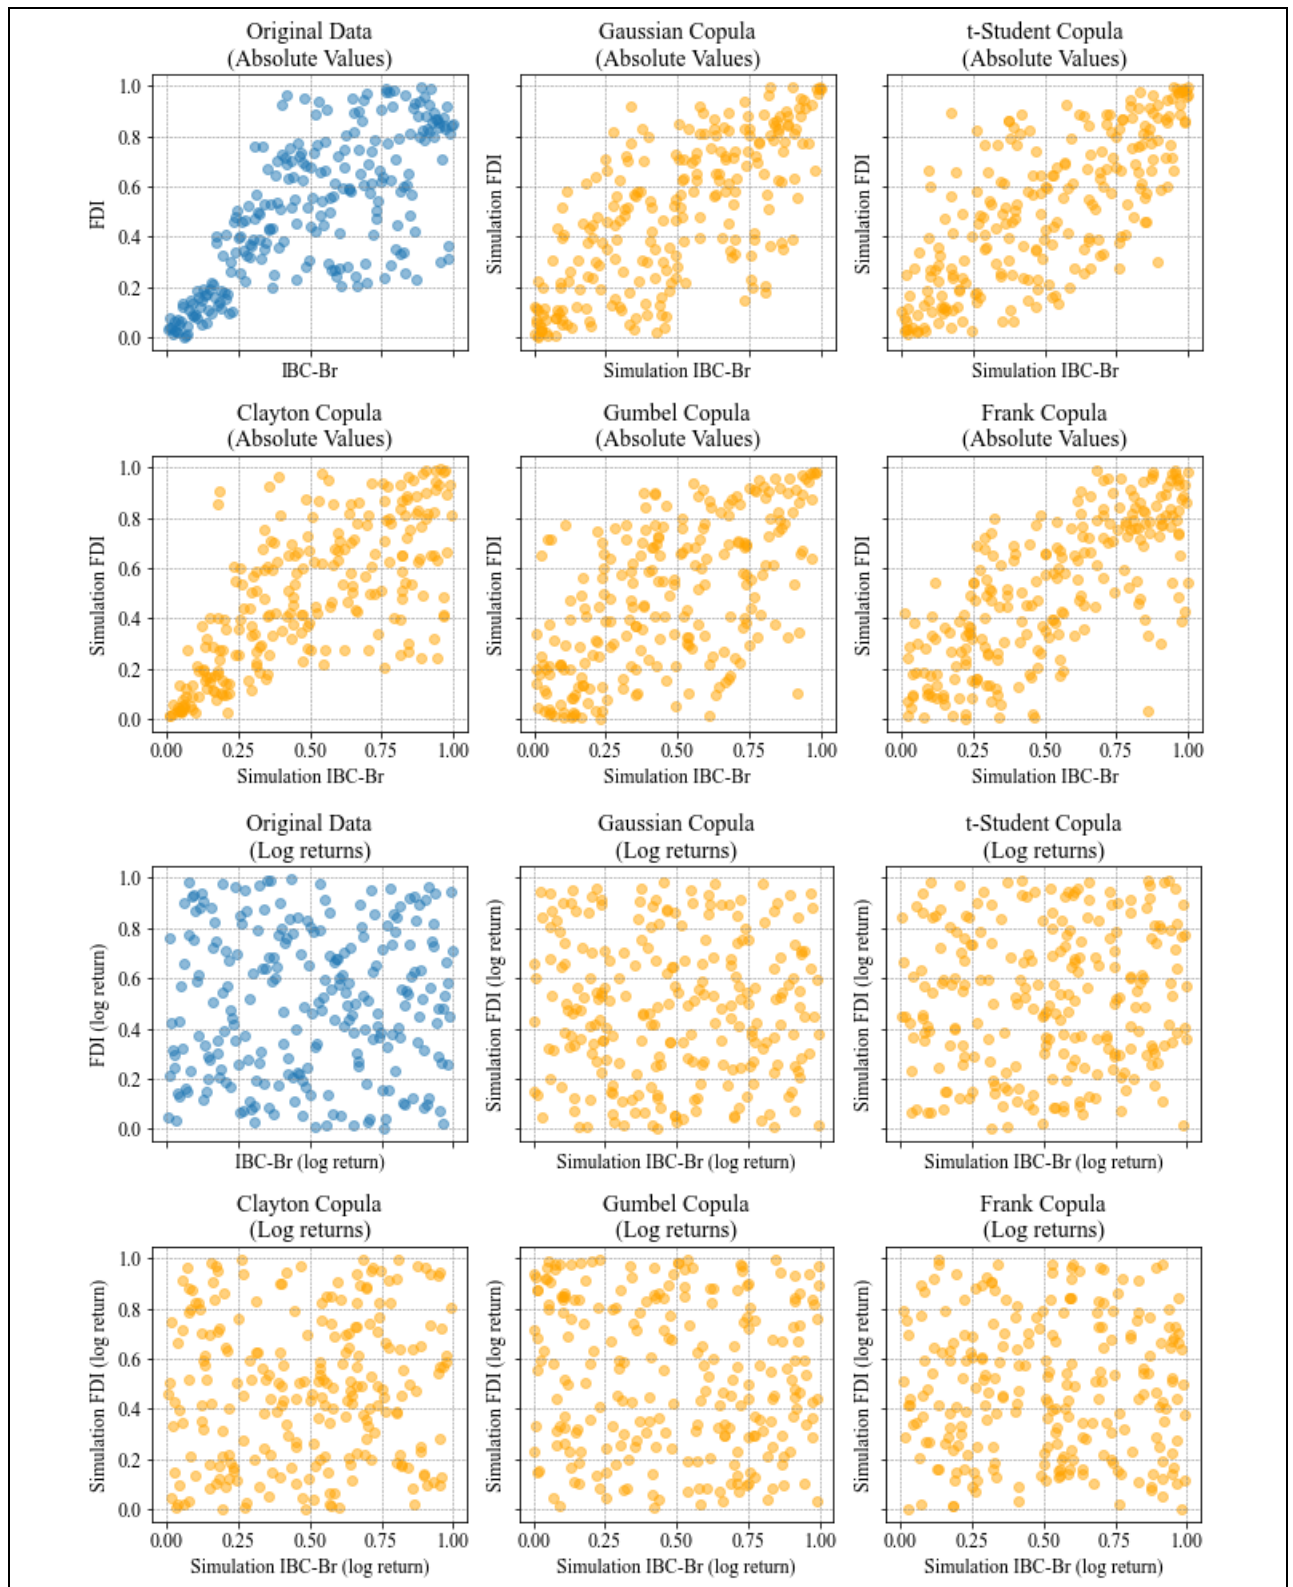 Original Data
(Absolute Values)
Gaussian Copula
(Absolute Values)
t-Student Copula
(Absolute Values)
FDI
1.0
0.8
0.6
0.4
0.2
0.0
IBC-Br
Simulation FDI
Simulation IBC-Br
Simulation FDI
Simulation IBC-Br
Clayton Copula
(Absolute Values)
Gumbel Copula
(Absolute Values)
Frank Copula
(Absolute Values)
Simulation FDI
1.0
0.8
0.6
0.4
0.2
0.0
0.00 0.25 0.50 0.75 1.00
Simulation IBC-Br
Simulation FDI
0.00 0.25 0.50 0.75 1.00
Simulation IBC-Br
Simulation FDI
0.00 0.25 0.50 0.75 1.00
Simulation IBC-Br
Original Data
(Log returns)
Gaussian Copula
(Log returns)
t-Student Copula
(Log returns)
FDI (log return)
1.0
0.8
0.6
0.4
0.2
0.0
IBC-Br (log return)
Simulation FDI (log return)
Simulation IBC-Br (log return)
Simulation FDI (log return)
Simulation IBC-Br (log return)
Clayton Copula
(Log returns)
Gumbel Copula
(Log returns)
Frank Copula
(Log returns)
Simulation FDI (log return)
1.0
0.8
0.6
0.4
0.2
0.0
0.00 0.25 0.50 0.75 1.00
Simulation IBC-Br (log return)
Simulation FDI (log return)
0.00 0.25 0.50 0.75 1.00
Simulation IBC-Br (log return)
Simulation FDI (log return)
0.00 0.25 0.50 0.75 1.00
Simulation IBC-Br (log return)